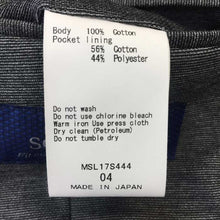 Body 100% Cotton
Pocket lining
56% Cotton
44% Polyester
Do not wash
Do not use chlorine bleach
Warm iron Use press cloth
Dry clean (Petroleum)
Do not tumble dry
MSL17S444
04
MADE IN JAPAN